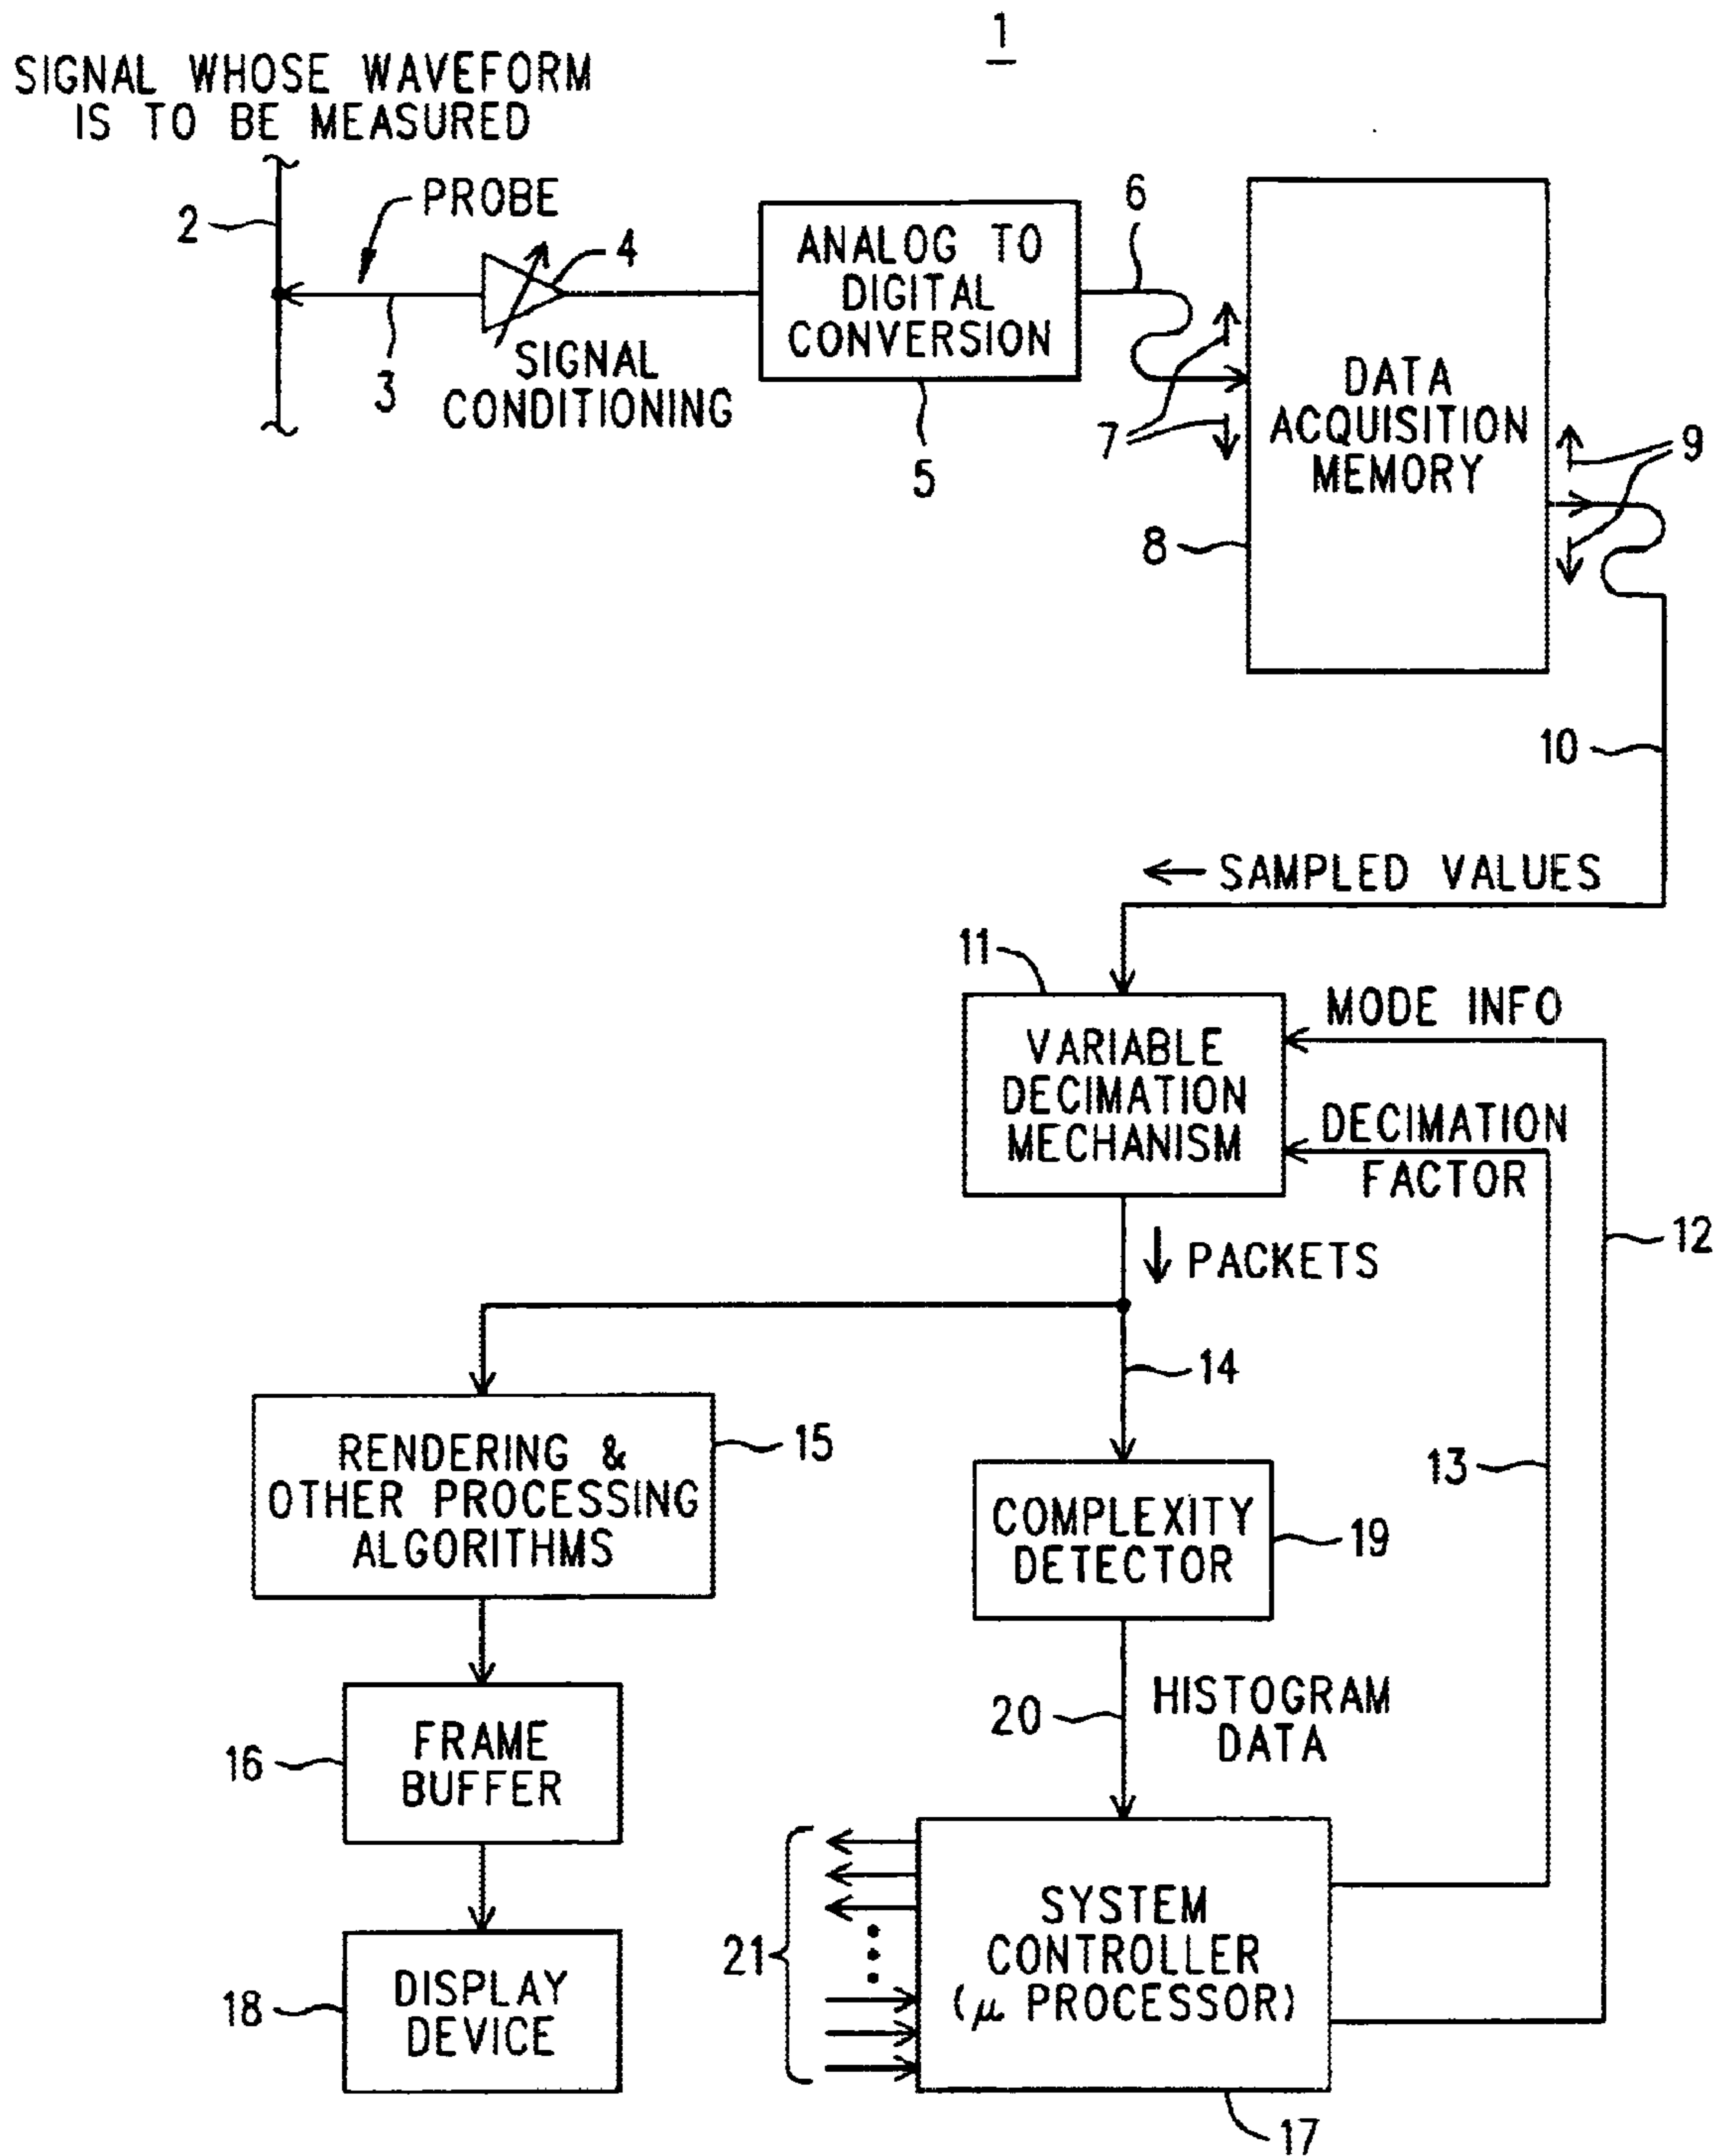 1
SIGNAL WHOSE WAVEFORM
IS TO BE MEASURED
2
PROBE
3
4
SIGNAL
CONDITIONING
ANALOG TO
DIGITAL
CONVERSION
5
6
7
DATA
ACQUISITION
MEMORY
8
9
10
SAMPLED VALUES
11
VARIABLE
DECIMATION
MECHANISM
MODE INFO
DECIMATION
FACTOR
12
PACKETS
14
13
RENDERING &
OTHER PROCESSING
ALGORITHMS
15
COMPLEXITY
DETECTOR
19
20
HISTOGRAM
DATA
16
FRAME
BUFFER
18
DISPLAY
DEVICE
21
SYSTEM
CONTROLLER
(μ PROCESSOR)
17